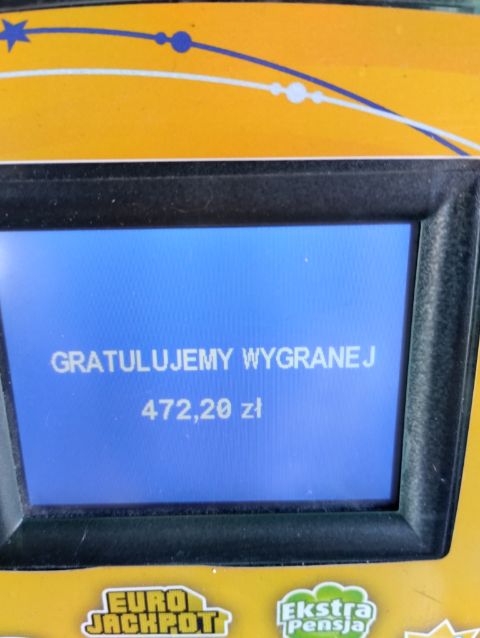 GRATULUJEMY WYGRANEJ
472,20 zł
EURO
JACKPOT
Ekstra
Pensja